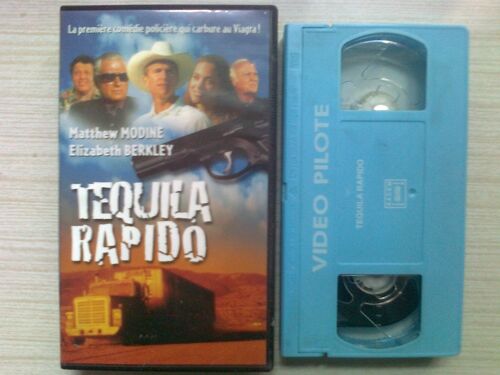 La première comédie policière qui carbure au Viagra !
Matthew MODINE
Elizabeth BERKLEY
TEQUILA
RAPIDO
VIDEO PILOTE
TEQUILA RAPIDO